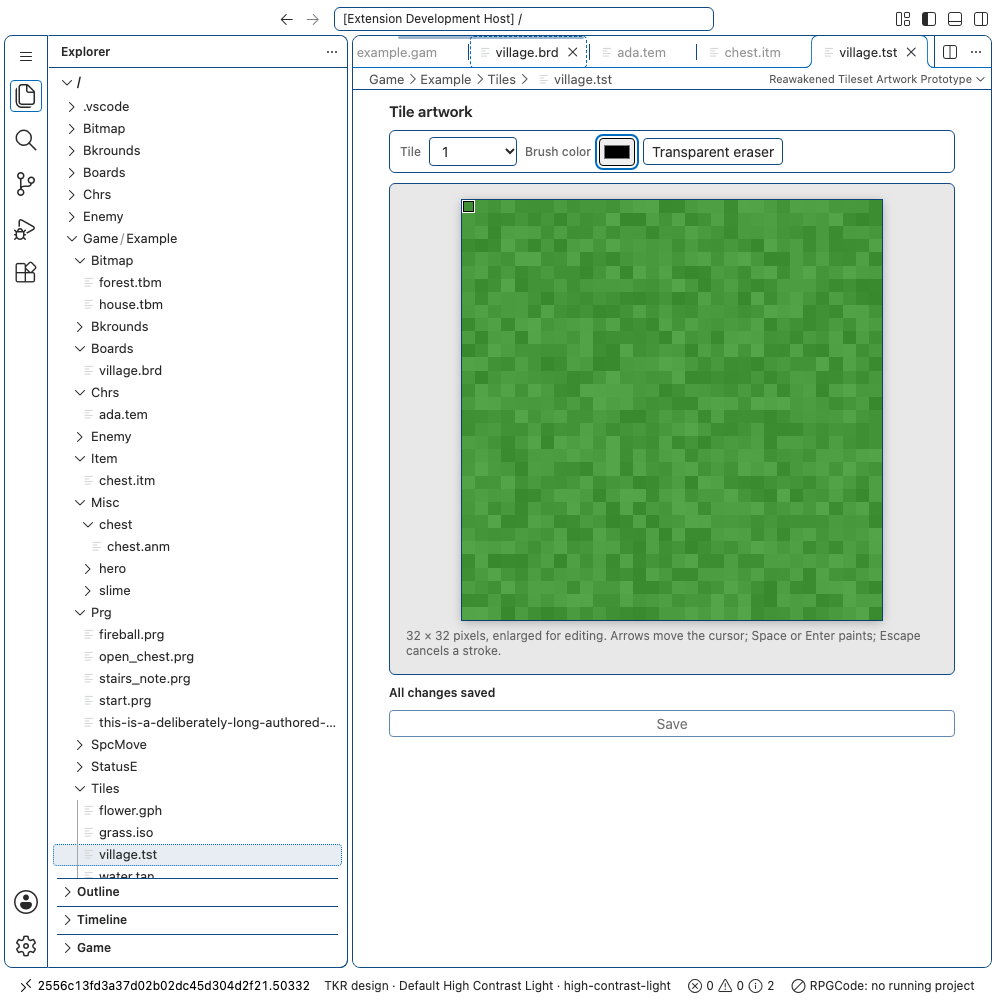 [Extension Development Host] /
Explorer
/
.vscode
Bitmap
Bkrounds
Boards
Chrs
Enemy
Game / Example
Bitmap
forest.tbm
house.tbm
Bkrounds
Boards
village.brd
Chrs
ada.tem
Enemy
Item
chest.itm
Misc
chest
chest.anm
hero
slime
Prg
fireball.prg
open_chest.prg
stairs_note.prg
start.prg
this-is-a-deliberately-long-authored-...
SpcMove
StatusE
Tiles
flower.gph
grass.iso
village.tst
water.tan
Outline
Timeline
Game
example.gam
village.brd
ada.tem
chest.itm
village.tst
Game > Example > Tiles > village.tst
Reawakened Tileset Artwork Prototype
Tile artwork
Tile 1 Brush color Transparent eraser
32 × 32 pixels, enlarged for editing. Arrows move the cursor; Space or Enter paints; Escape
cancels a stroke.
All changes saved
Save
2556c13fd3a37d02b02dc45d304d2f21.50332 TKR design · Default High Contrast Light · high-contrast-light 0 0 2 RPGCode: no running project